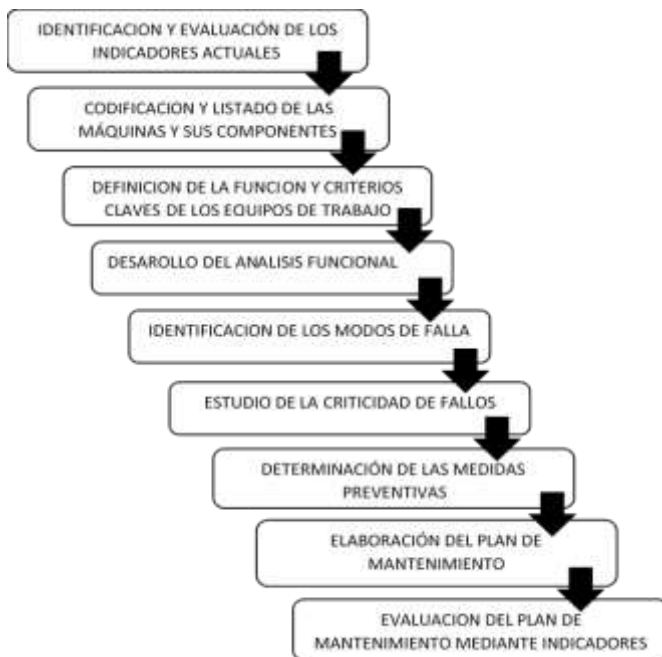 IDENTIFICACION Y EVALUACIÓN DE LOS
INDICADORES ACTUALES
CODIFICACION Y LISTADO DE LAS
MÁQUINAS Y SUS COMPONENTES
DEFINICION DE LA FUNCION Y CRITERIOS
CLAVES DE LOS EQUIPOS DE TRABAJO
DESAROLLO DEL ANALISIS FUNCIONAL
IDENTIFICACION DE LOS MODOS DE FALLA
ESTUDIO DE LA CRITICIDAD DE FALLOS
DETERMINACIÓN DE LAS MEDIDAS
PREVENTIVAS
ELABORACIÓN DEL PLAN DE
MANTENIMIENTO
EVALUACION DEL PLAN DE
MANTENIMIENTO MEDIANTE INDICADORES